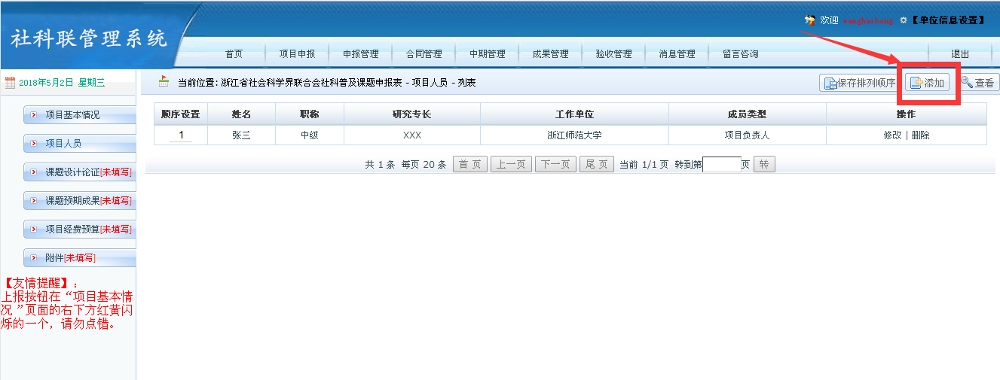 社科联管理系统
欢迎 wanghaihong 【单位信息设置】
首页 项目申报 申报管理 合同管理 中期管理 成果管理 验收管理 消息管理 留言咨询 退出
2018年5月2日 星期三
当前位置: 浙江省社会科学界联合会社科普及课题申报表 - 项目人员 - 列表
保存排列顺序 添加 查看
项目基本情况
项目人员
课题设计论证[未填写]
课题预期成果[未填写]
项目经费预算[未填写]
附件[未填写]
【友情提醒】:
上报按钮在“项目基本情
况 ”页面的右下方红黄闪
烁的一个, 请勿点错。
顺序设置 姓名 职称 研究专长 工作单位 成员类型 操作
1 张三 中级 XXX 浙江师范大学 项目负责人 修改 | 删除
共 1 条 每页 20 条 首 页 上一页 下一页 尾 页 当前 1/1 页 转到第 页 转